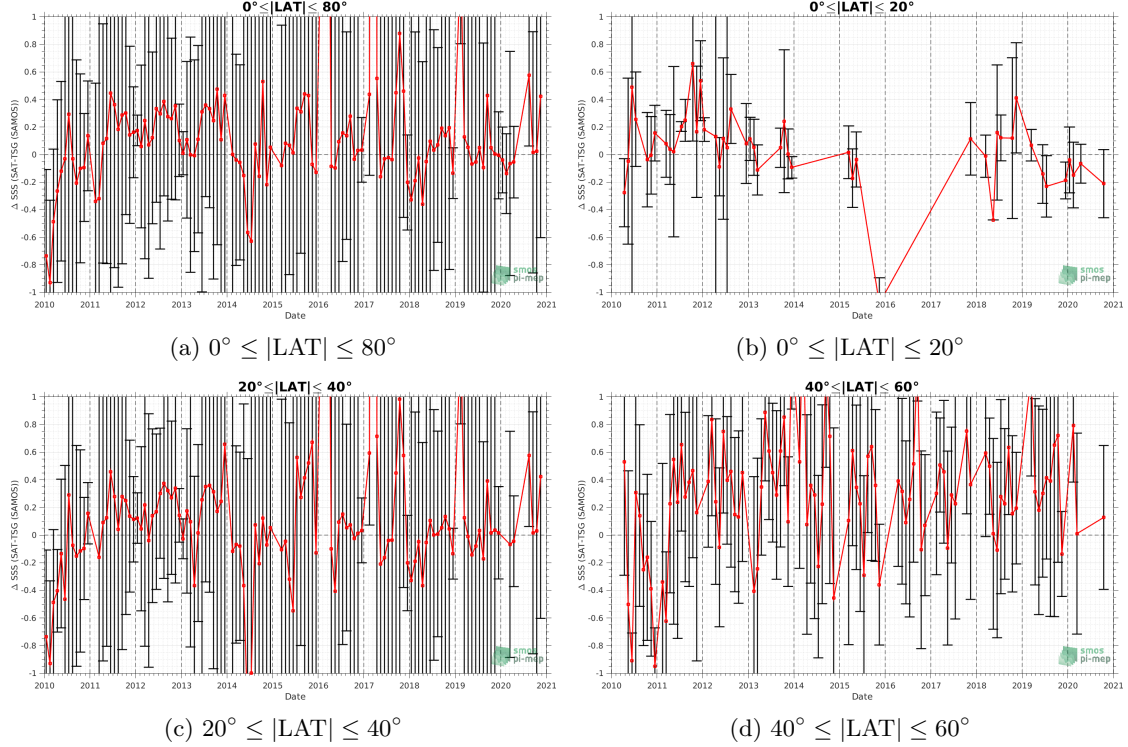 0°≤|LAT|≤ 80°
Δ SSS (SAT-TSG (SAMOS))
1
0.8
0.6
0.4
0.2
0
-0.2
-0.4
-0.6
-0.8
-1
2010 2011 2012 2013 2014 2015 2016 2017 2018 2019 2020 2021
Date
smos
pi-mep
(a) 0° ≤ |LAT| ≤ 80°
0°≤|LAT|≤ 20°
Δ SSS (SAT-TSG (SAMOS))
1
0.8
0.6
0.4
0.2
0
-0.2
-0.4
-0.6
-0.8
-1
2010 2011 2012 2013 2014 2015 2016 2017 2018 2019 2020 2021
Date
smos
pi-mep
(b) 0° ≤ |LAT| ≤ 20°
20°≤|LAT|≤ 40°
Δ SSS (SAT-TSG (SAMOS))
1
0.8
0.6
0.4
0.2
0
-0.2
-0.4
-0.6
-0.8
-1
2010 2011 2012 2013 2014 2015 2016 2017 2018 2019 2020 2021
Date
smos
pi-mep
(c) 20° ≤ |LAT| ≤ 40°
40°≤|LAT|≤ 60°
Δ SSS (SAT-TSG (SAMOS))
1
0.8
0.6
0.4
0.2
0
-0.2
-0.4
-0.6
-0.8
-1
2010 2011 2012 2013 2014 2015 2016 2017 2018 2019 2020 2021
Date
smos
pi-mep
(d) 40° ≤ |LAT| ≤ 60°